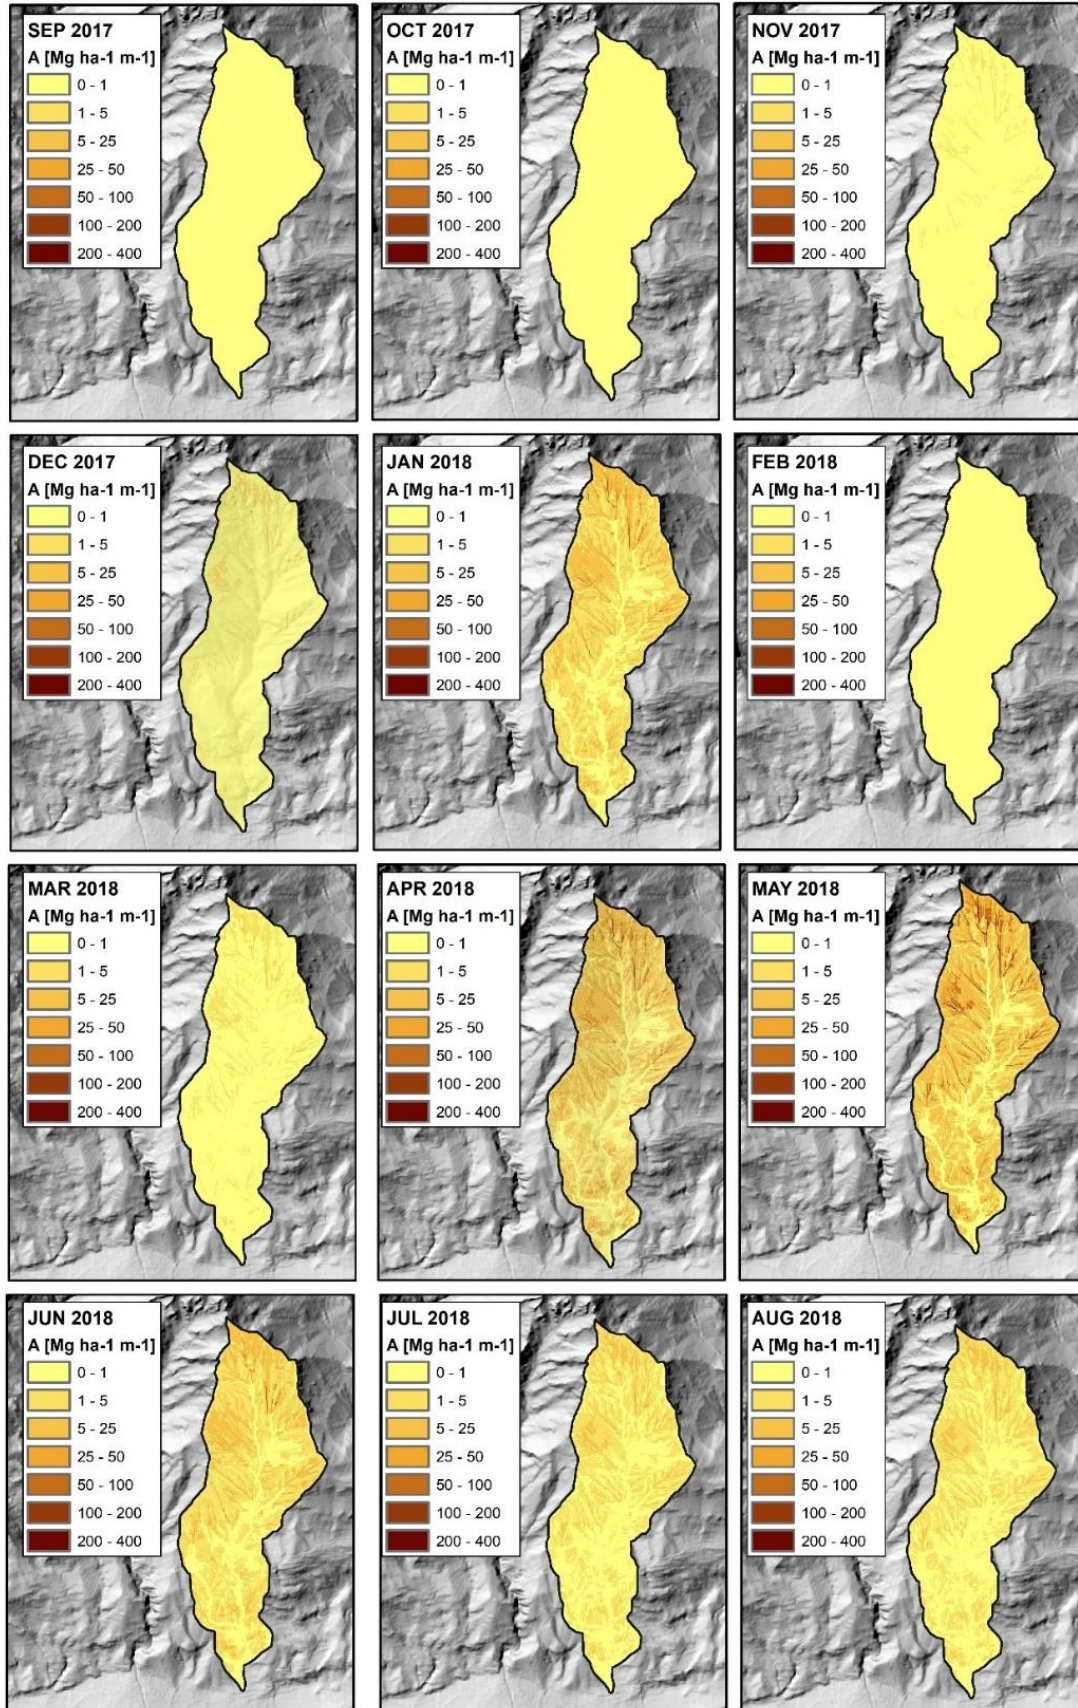 SEP 2017
A [Mg ha-1 m-1]
0 - 1
1 - 5
5 - 25
25 - 50
50 - 100
100 - 200
200 - 400
OCT 2017
A [Mg ha-1 m-1]
0 - 1
1 - 5
5 - 25
25 - 50
50 - 100
100 - 200
200 - 400
NOV 2017
A [Mg ha-1 m-1]
0 - 1
1 - 5
5 - 25
25 - 50
50 - 100
100 - 200
200 - 400
DEC 2017
A [Mg ha-1 m-1]
0 - 1
1 - 5
5 - 25
25 - 50
50 - 100
100 - 200
200 - 400
JAN 2018
A [Mg ha-1 m-1]
0 - 1
1 - 5
5 - 25
25 - 50
50 - 100
100 - 200
200 - 400
FEB 2018
A [Mg ha-1 m-1]
0 - 1
1 - 5
5 - 25
25 - 50
50 - 100
100 - 200
200 - 400
MAR 2018
A [Mg ha-1 m-1]
0 - 1
1 - 5
5 - 25
25 - 50
50 - 100
100 - 200
200 - 400
APR 2018
A [Mg ha-1 m-1]
0 - 1
1 - 5
5 - 25
25 - 50
50 - 100
100 - 200
200 - 400
MAY 2018
A [Mg ha-1 m-1]
0 - 1
1 - 5
5 - 25
25 - 50
50 - 100
100 - 200
200 - 400
JUN 2018
A [Mg ha-1 m-1]
0 - 1
1 - 5
5 - 25
25 - 50
50 - 100
100 - 200
200 - 400
JUL 2018
A [Mg ha-1 m-1]
0 - 1
1 - 5
5 - 25
25 - 50
50 - 100
100 - 200
200 - 400
AUG 2018
A [Mg ha-1 m-1]
0 - 1
1 - 5
5 - 25
25 - 50
50 - 100
100 - 200
200 - 400